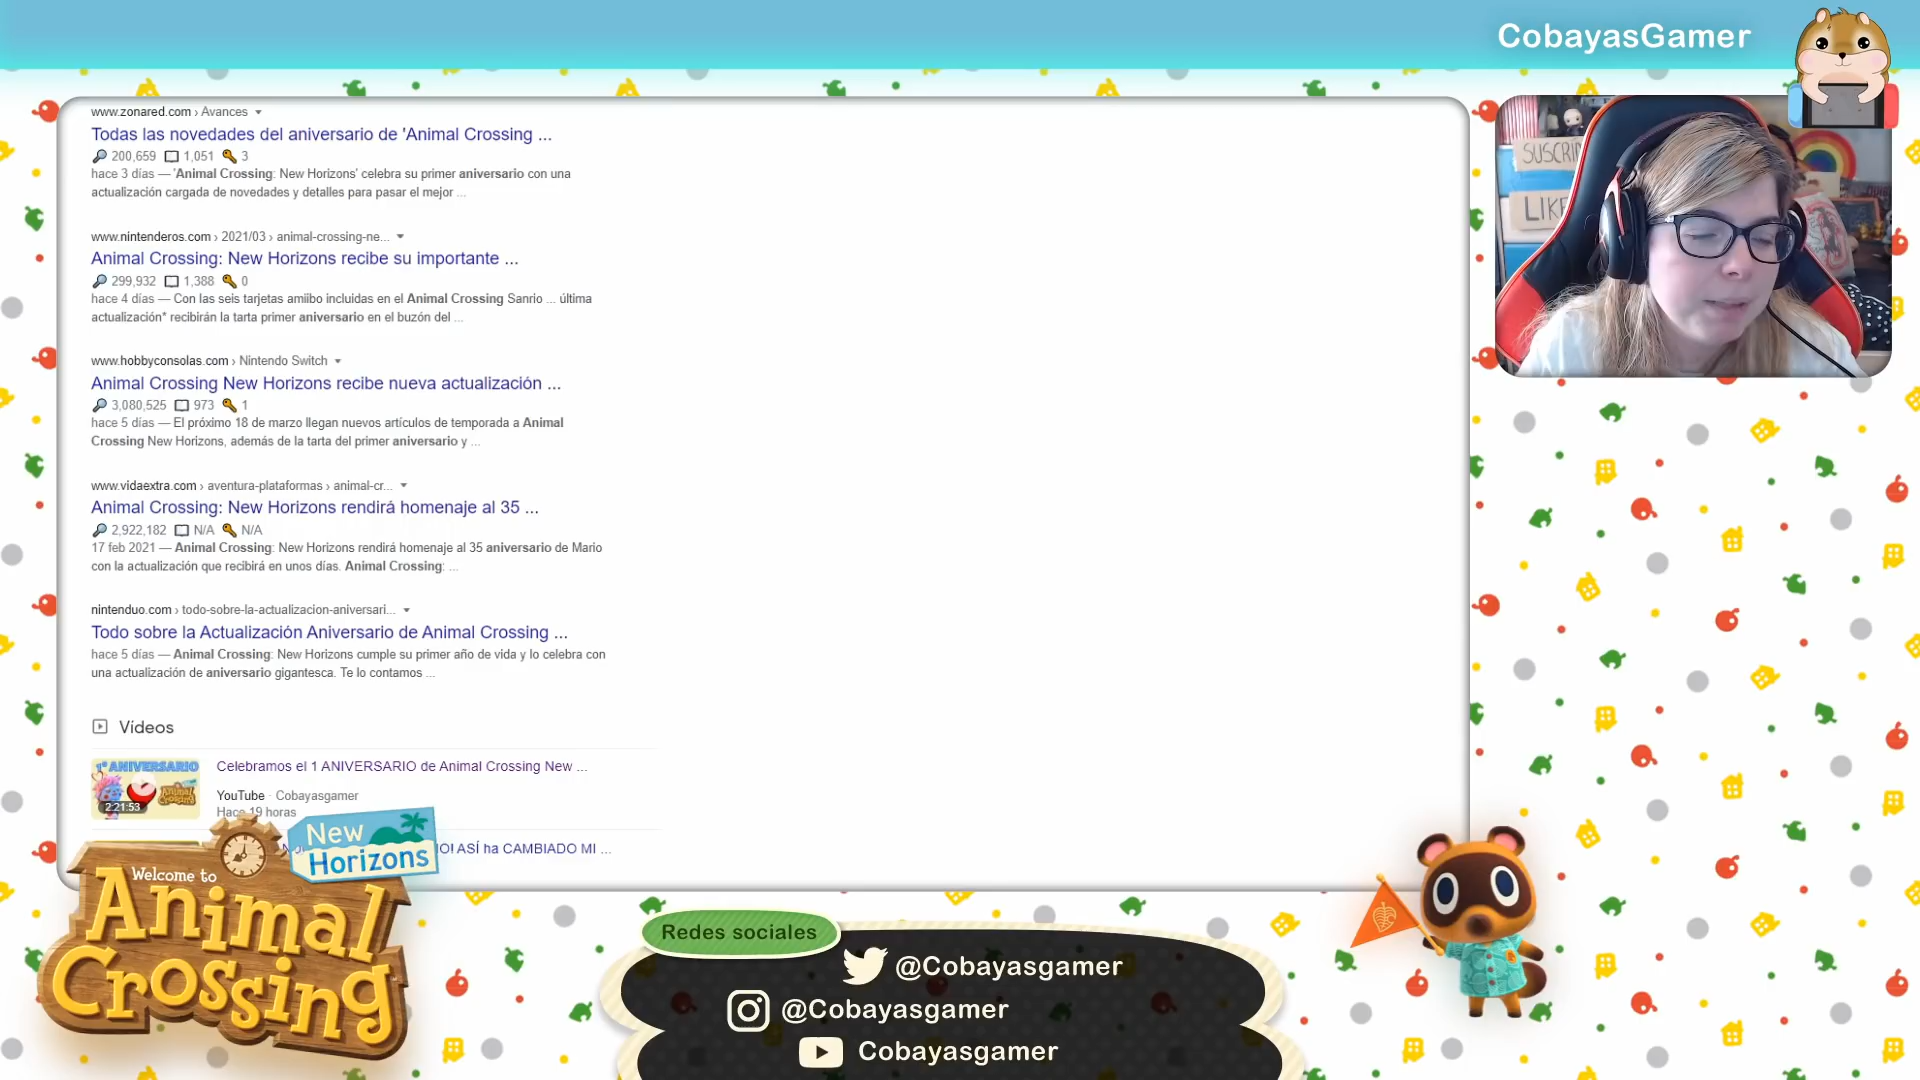 CobayasGamer
www.zonared.com › Avances
Todas las novedades del aniversario de 'Animal Crossing ...
200,659 1,051 3
hace 3 días — 'Animal Crossing: New Horizons' celebra su primer aniversario con una
actualización cargada de novedades y detalles para pasar el mejor ...
www.nintenderos.com › 2021/03 › animal-crossing-ne...
Animal Crossing: New Horizons recibe su importante ...
299,932 1,388 0
hace 4 días — Con las seis tarjetas amiibo incluidas en el Animal Crossing Sanrio ... última
actualización* recibirán la tarta primer aniversario en el buzón del ...
www.hobbyconsolas.com › Nintendo Switch
Animal Crossing New Horizons recibe nueva actualización ...
3,080,525 973 1
hace 5 días — El próximo 18 de marzo llegan nuevos artículos de temporada a Animal
Crossing New Horizons, además de la tarta del primer aniversario y ...
www.vidaextra.com › aventura-plataformas › animal-cr...
Animal Crossing: New Horizons rendirá homenaje al 35 ...
2,922,182 N/A N/A
17 feb 2021 — Animal Crossing: New Horizons rendirá homenaje al 35 aniversario de Mario
con la actualización que recibirá en unos días. Animal Crossing: ...
nintenduo.com › todo-sobre-la-actualizacion-aniversari...
Todo sobre la Actualización Aniversario de Animal Crossing ...
hace 5 días — Animal Crossing: New Horizons cumple su primer año de vida y lo celebra con
una actualización de aniversario gigantesca. Te lo contamos ...
Vídeos
1º ANIVERSARIO
2:21:53
Celebramos el 1 ANIVERSARIO de Animal Crossing New ...
YouTube · Cobayasgamer
Hace 19 horas
ASÍ ha CAMBIADO MI ...
SUSCRIB
LIKE
Welcome to
Animal
Crossing
New
Horizons
Redes sociales
@Cobayasgamer
@Cobayasgamer
Cobayasgamer